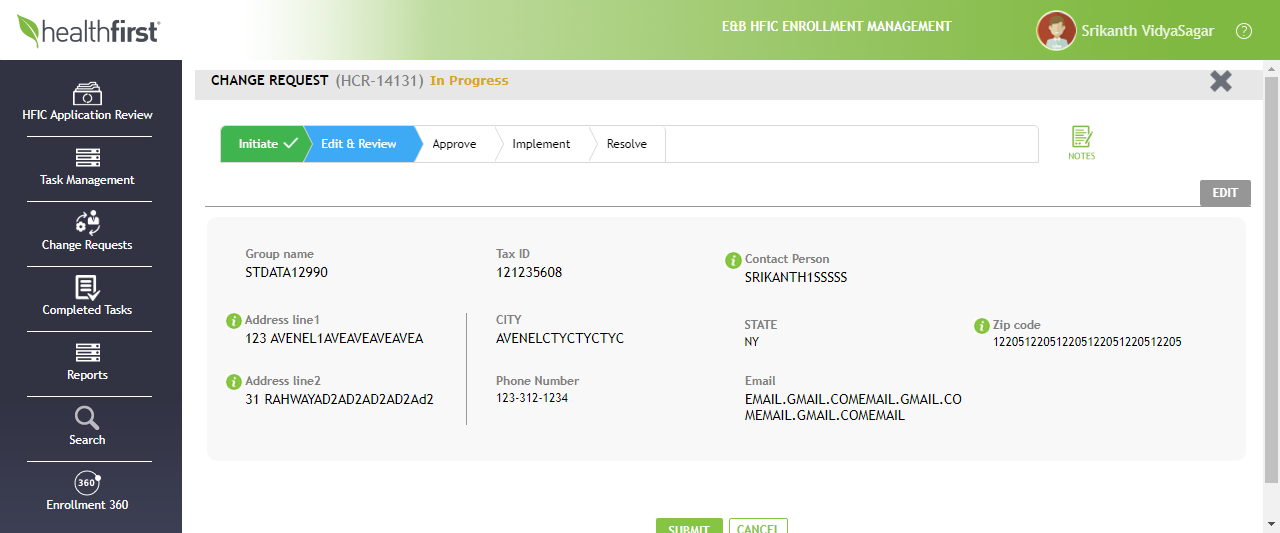 healthfirst
E&B HFIC ENROLLMENT MANAGEMENT
Srikanth VidyaSagar
?
HFIC Application Review
Task Management
Change Requests
Completed Tasks
Reports
Search
360°
Enrollment 360
CHANGE REQUEST (HCR-14131) In Progress
Initiate
Edit & Review
Approve
Implement
Resolve
NOTES
EDIT
Group name
STDATA12990
Tax ID
121235608
Contact Person
SRIKANTH1SSSSS
Address line1
123 AVENEL1AVEAVEAVEAVEA
CITY
AVENELCTYCTYCTYC
STATE
NY
Zip code
122051220512205122051220512205
Address line2
31 RAHWAYAD2AD2AD2AD2Ad2
Phone Number
123-312-1234
Email
EMAIL.GMAIL.COMEMAIL.GMAIL.CO
MEMAIL.GMAIL.COMEMAIL
SUBMIT
CANCEL